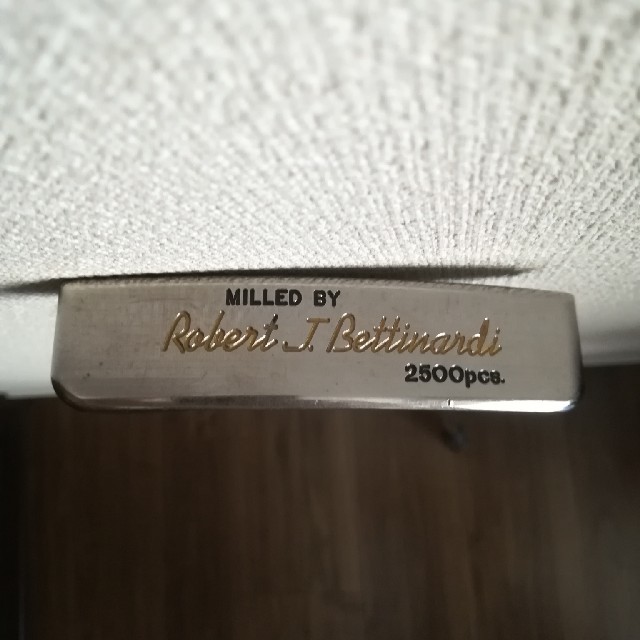 MILLED BY
Robert J Bettinardi
2500pcs.